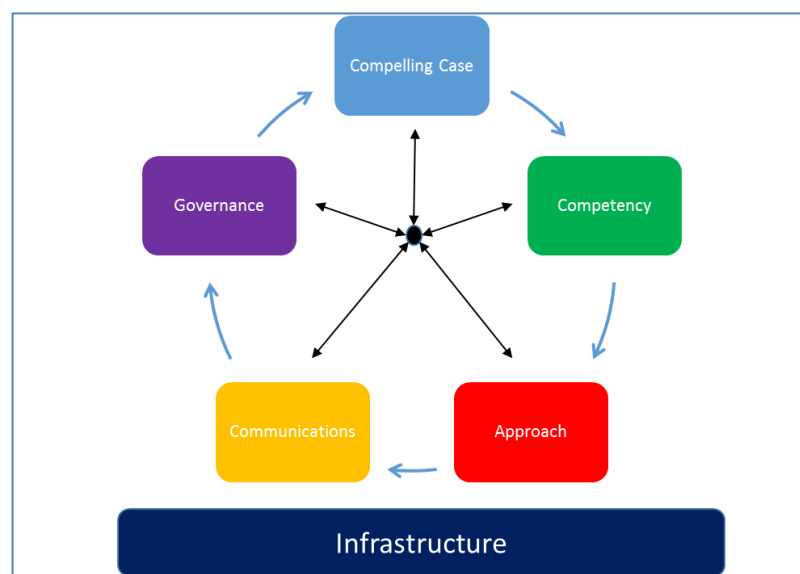 Compelling Case
Governance
Competency
Communications
Approach
Infrastructure